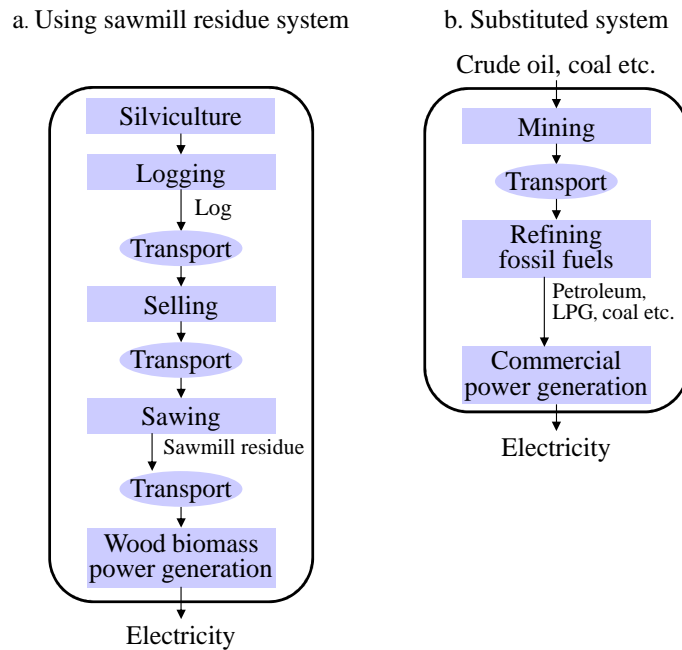 a. Using sawmill residue system
Silviculture
Logging
Log
Transport
Selling
Transport
Sawing
Sawmill residue
Transport
Wood biomass
power generation
Electricity
b. Substituted system
Crude oil, coal etc.
Mining
Transport
Refining
fossil fuels
Petroleum,
LPG, coal etc.
Commercial
power generation
Electricity